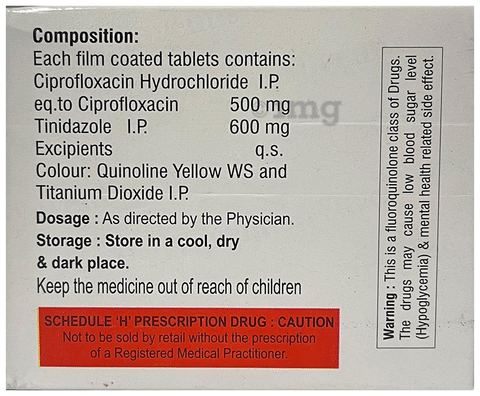 Composition:
Each film coated tablets contains:
Ciprofloxacin Hydrochloride I.P.
eq.to Ciprofloxacin 500 mg
Tinidazole I.P. 600 mg
Excipients q.s.
Colour: Quinoline Yellow WS and
Titanium Dioxide I.P.
Dosage : As directed by the Physician.
Storage : Store in a cool, dry
& dark place.
Keep the medicine out of reach of children
SCHEDULE 'H' PRESCRIPTION DRUG : CAUTION
Not to be sold by retail without the prescription
of a Registered Medical Practitioner.
Warning : This is a fluoroquinolone class of Drugs.
The drugs may cause low blood sugar level
(Hypoglycemia) & mental health related side effect.
1mg